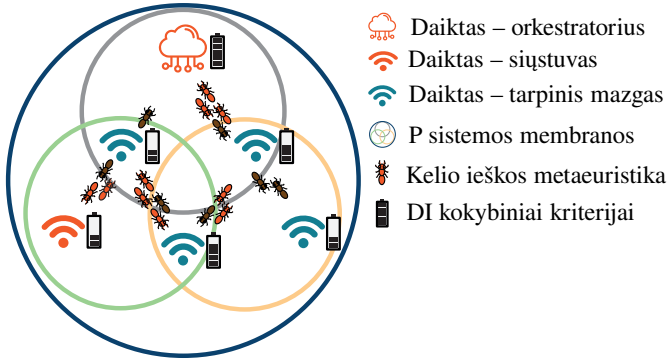 Daiktas – orkestratorius
Daiktas – siųstuvas
Daiktas – tarpinis mazgas
P sistemos membranos
Kelio ieškos metaeuristika
DI kokybiniai kriterijai